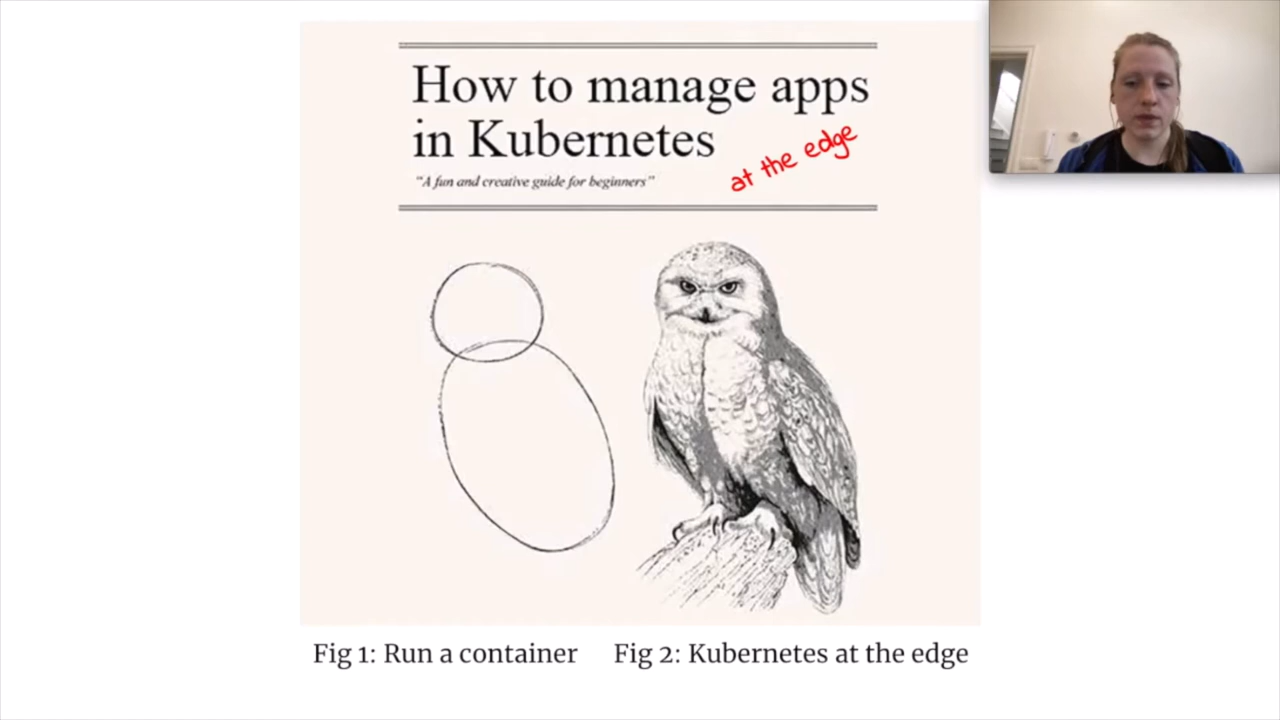 How to manage apps
in Kubernetes
at the edge
"A fun and creative guide for beginners"
Fig 1: Run a container
Fig 2: Kubernetes at the edge